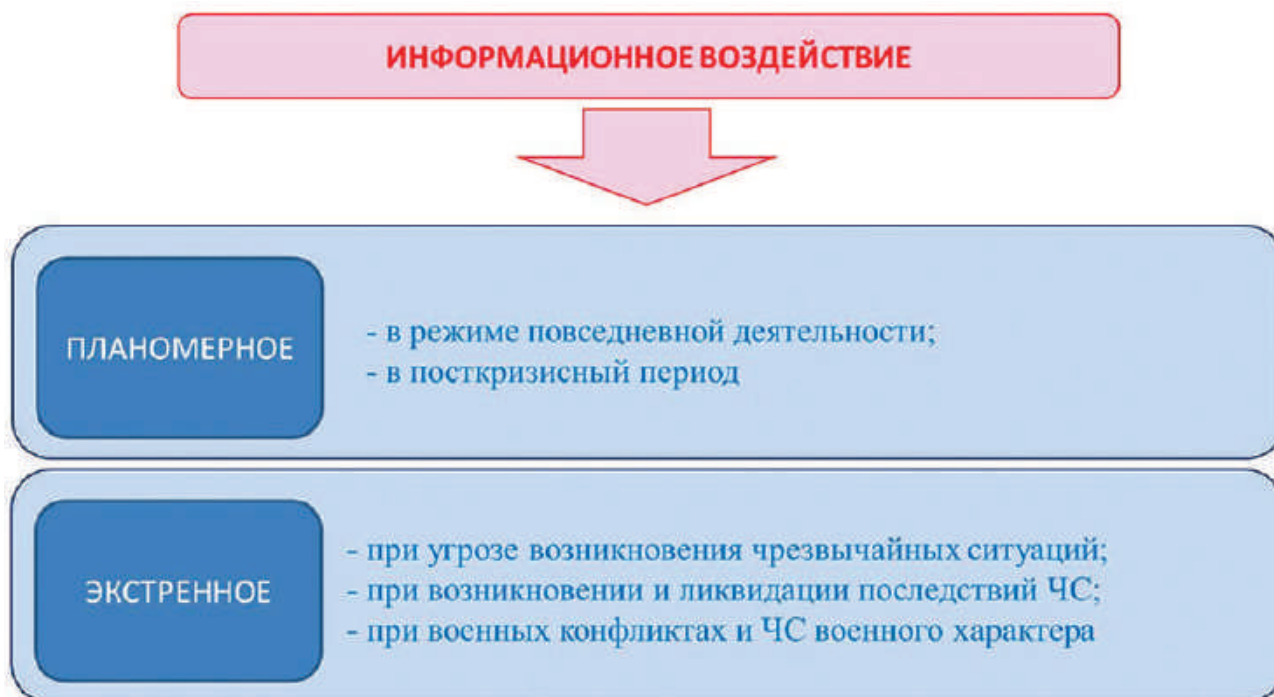 ИНФОРМАЦИОННОЕ ВОЗДЕЙСТВИЕ
ПЛАНОМЕРНОЕ
- в режиме повседневной деятельности;
- в посткризисный период
ЭКСТРЕННОЕ
- при угрозе возникновения чрезвычайных ситуаций;
- при возникновении и ликвидации последствий ЧС;
- при военных конфликтах и ЧС военного характера